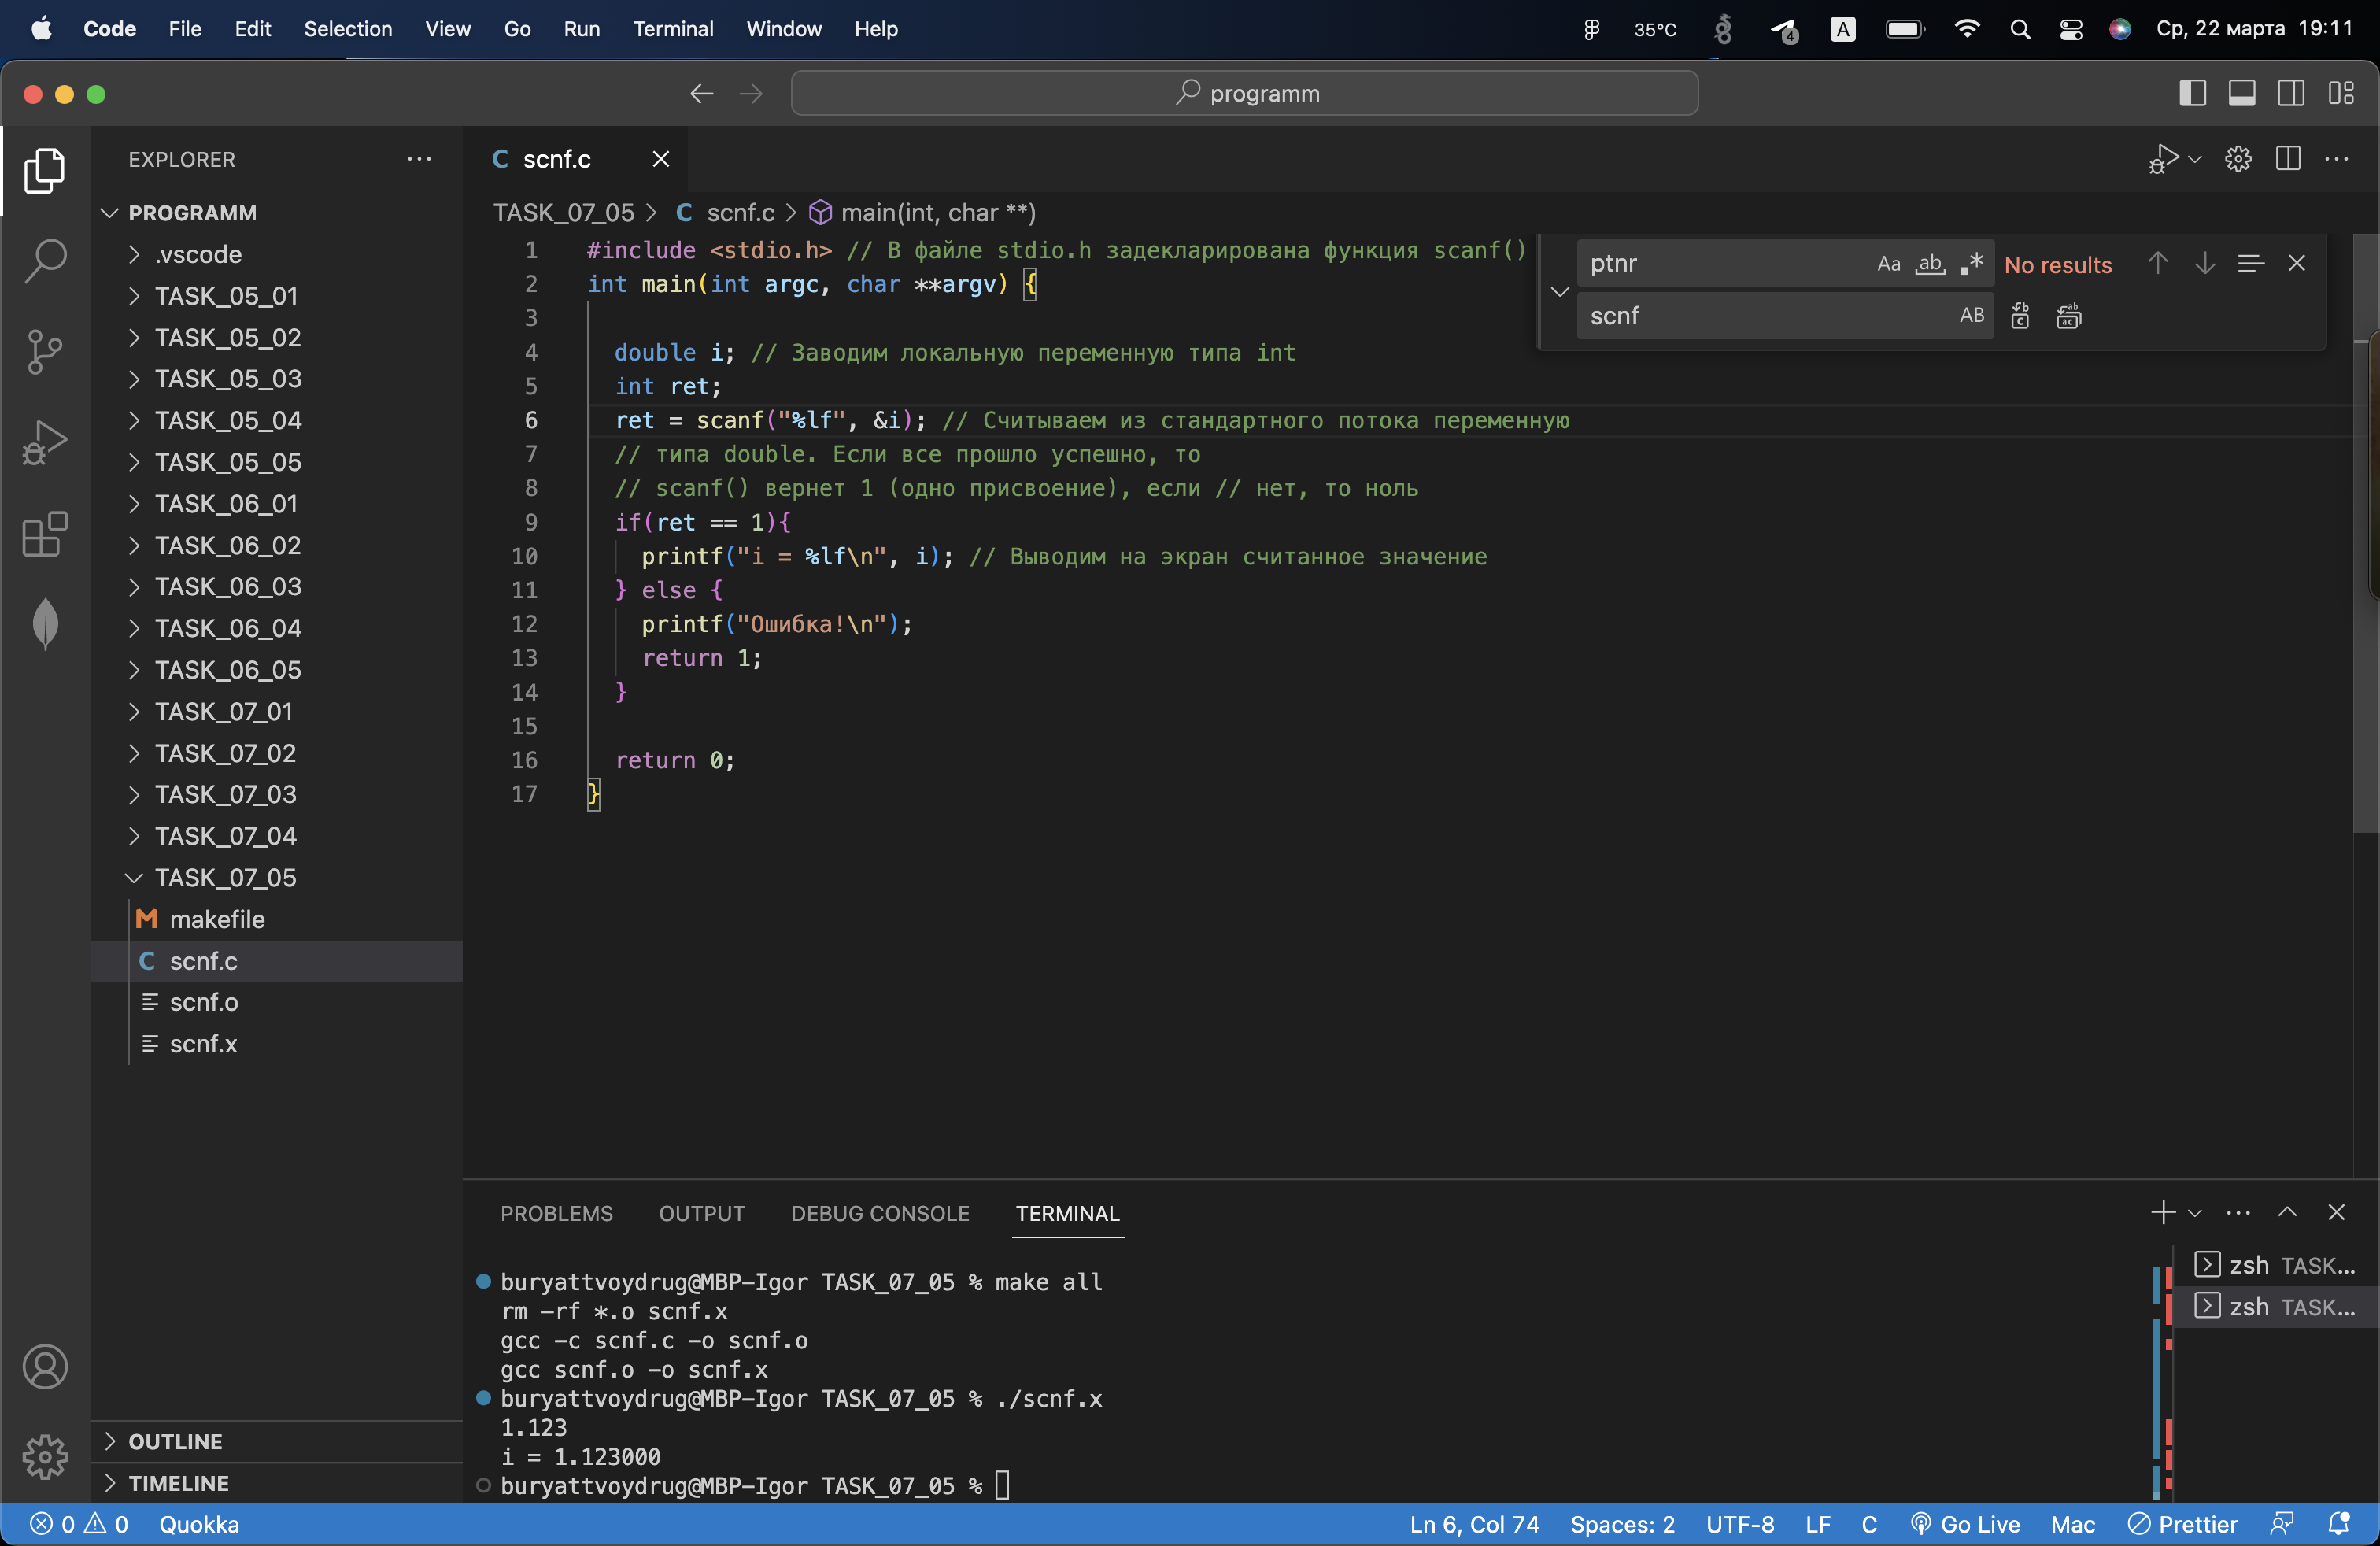 Code File Edit Selection View Go Run Terminal Window Help 35°C 4 A Ср, 22 марта 19:11
programm
EXPLORER
PROGRAMM
.vscode
TASK_05_01
TASK_05_02
TASK_05_03
TASK_05_04
TASK_05_05
TASK_06_01
TASK_06_02
TASK_06_03
TASK_06_04
TASK_06_05
TASK_07_01
TASK_07_02
TASK_07_03
TASK_07_04
TASK_07_05
M makefile
C scnf.c
scnf.o
scnf.x
OUTLINE
TIMELINE
C scnf.c
TASK_07_05 > C scnf.c > main(int, char **)
1 #include <stdio.h> // В файле stdio.h задекларирована функция scanf()
2 int main(int argc, char **argv) {
3
4 double i; // Заводим локальную переменную типа int
5 int ret;
6 ret = scanf("%lf", &i); // Считываем из стандартного потока переменную
7 // типа double. Если все прошло успешно, то
8 // scanf() вернет 1 (одно присвоение), если // нет, то ноль
9 if(ret == 1){
10 printf("i = %lf\n", i); // Выводим на экран считанное значение
11 } else {
12 printf("Ошибка!\n");
13 return 1;
14 }
15
16 return 0;
17 }
ptnr Aa ab .* No results
scnf AB
PROBLEMS OUTPUT DEBUG CONSOLE TERMINAL
buryattvoydrug@MBP-Igor TASK_07_05 % make all
rm -rf *.o scnf.x
gcc -c scnf.c -o scnf.o
gcc scnf.o -o scnf.x
buryattvoydrug@MBP-Igor TASK_07_05 % ./scnf.x
1.123
i = 1.123000
buryattvoydrug@MBP-Igor TASK_07_05 %
zsh TASK...
zsh TASK...
0 0 Quokka Ln 6, Col 74 Spaces: 2 UTF-8 LF C Go Live Mac Prettier